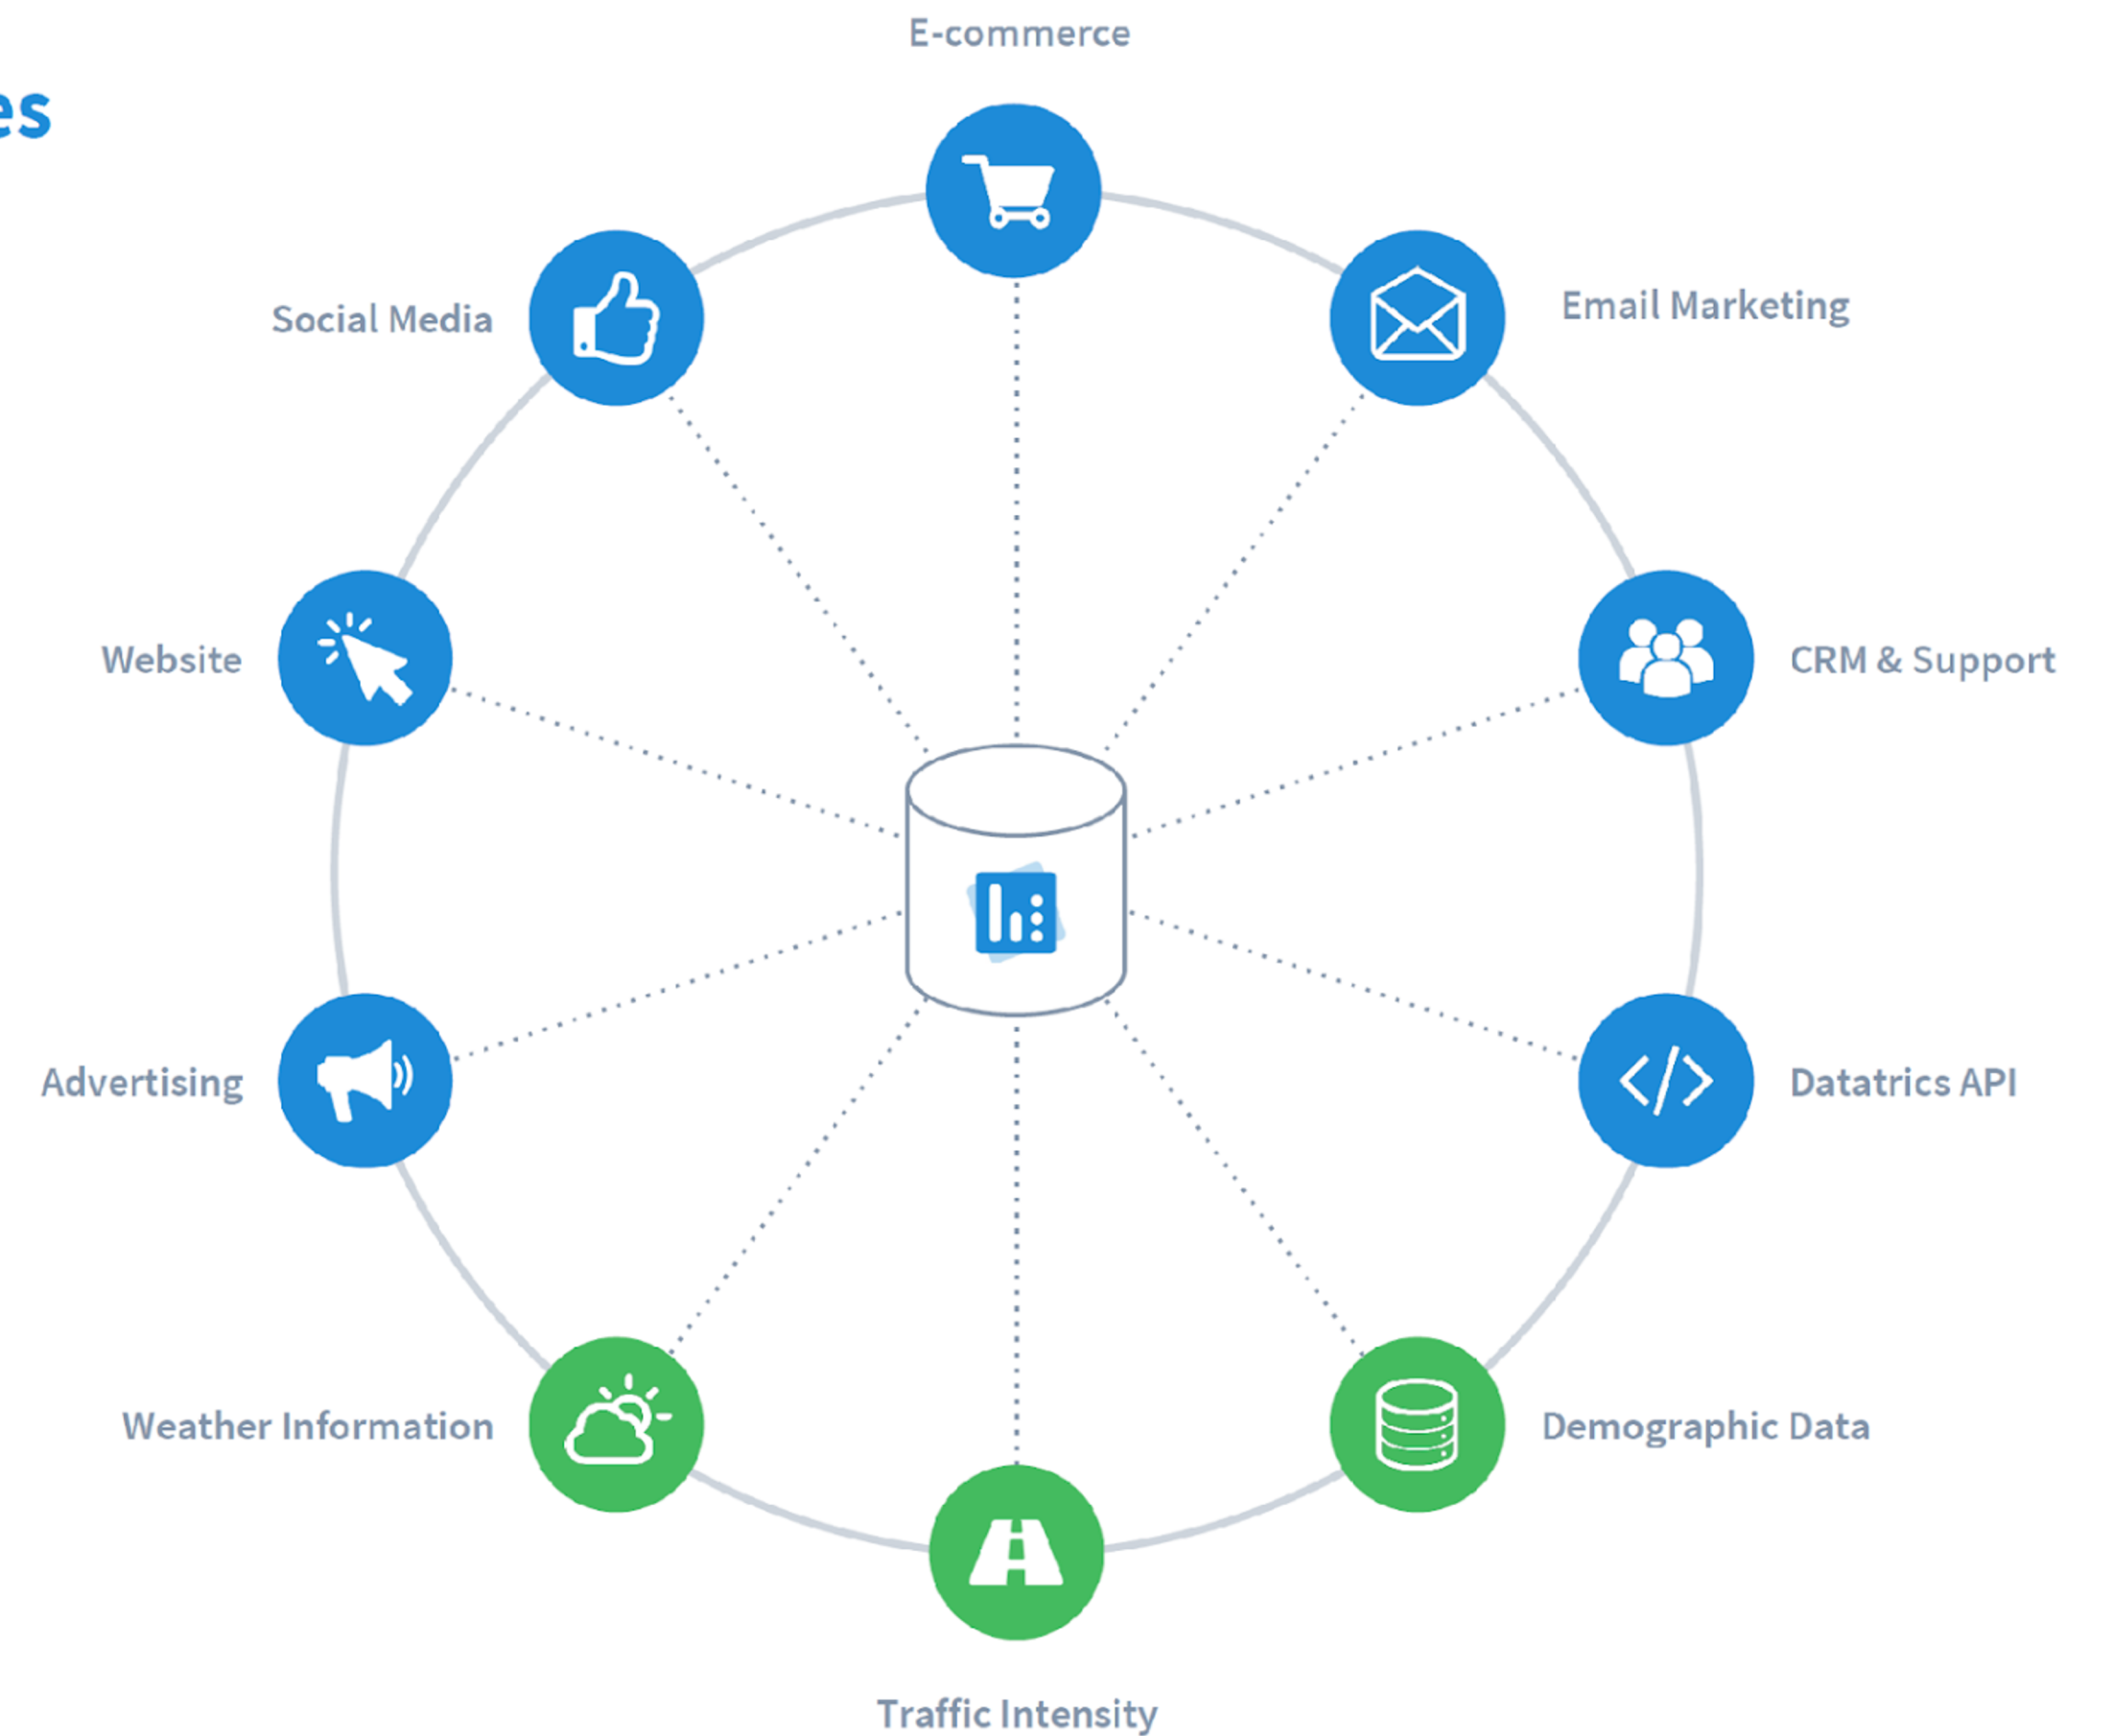 E-commerce
es
Social Media
Email Marketing
Website
CRM & Support
Advertising
Datatrics API
Weather Information
Demographic Data
Traffic Intensity